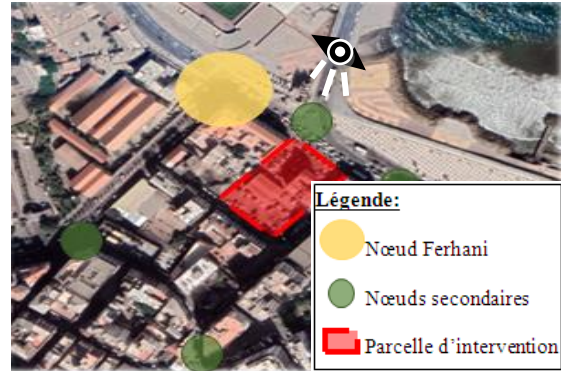 Légende:
Nœud Ferhani
Nœuds secondaires
Parcelle d’intervention